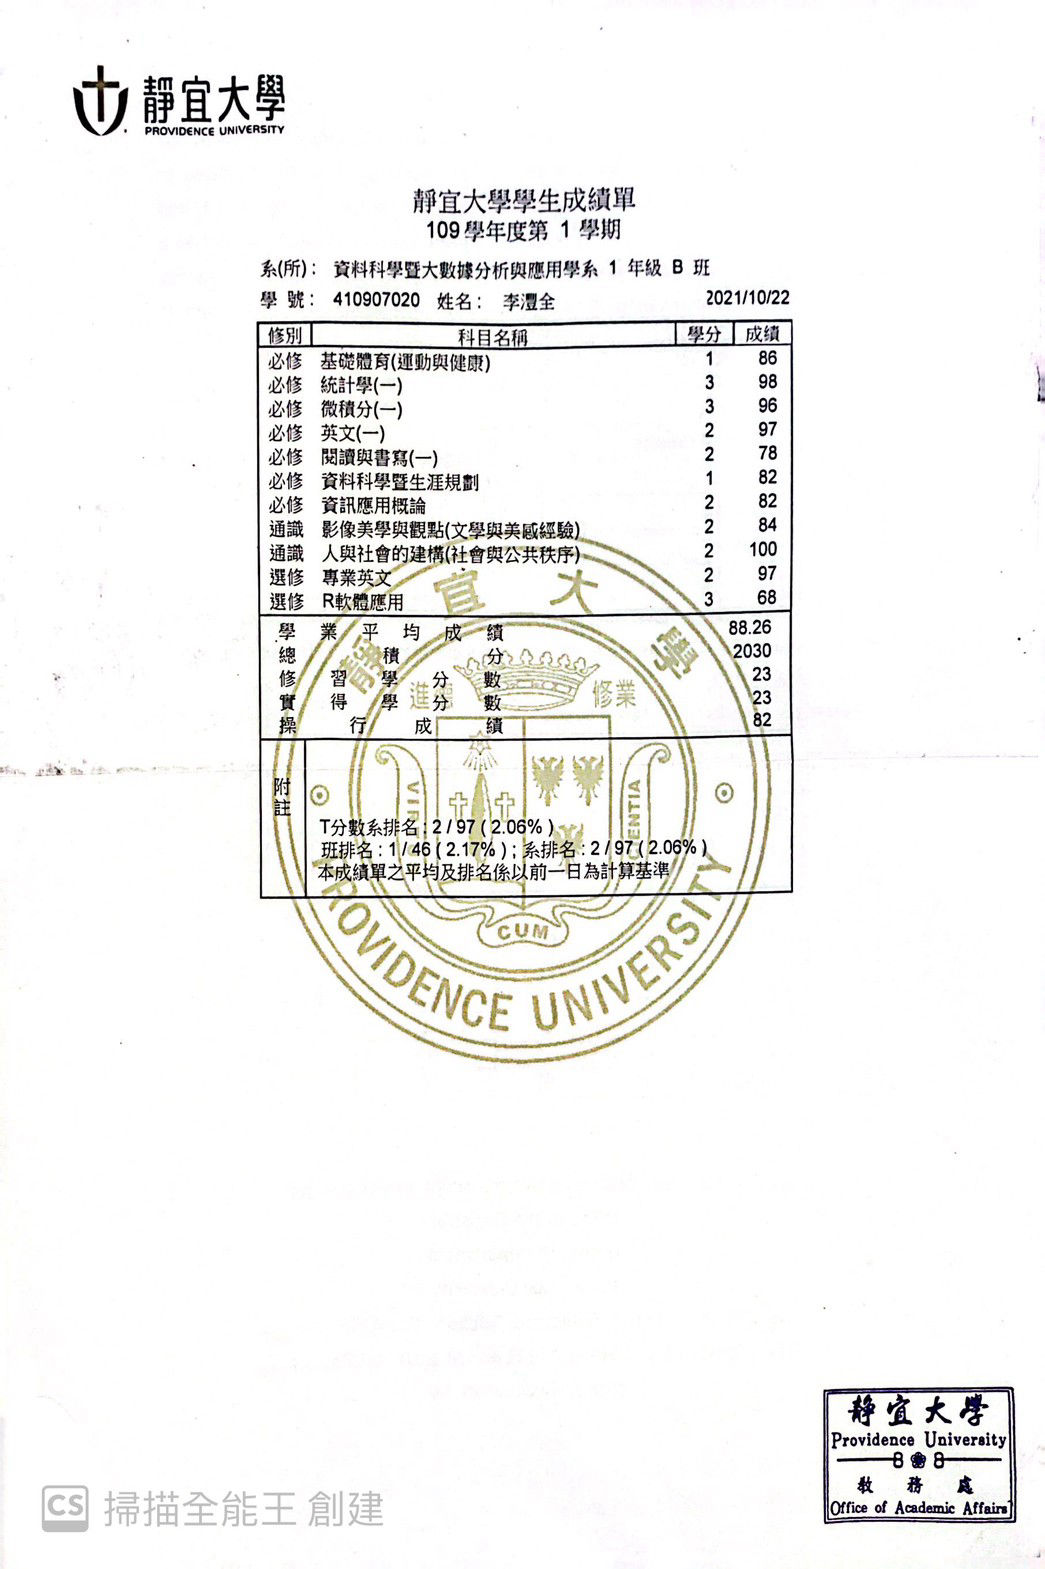 靜宜大學
PROVIDENCE UNIVERSITY
靜宜大學學生成績單
109學年度第 1 學期
系(所)： 資料科學暨大數據分析與應用學系 1 年級 B 班
學 號： 410907020 姓名： 李灃全 2021/10/22
修別 科目名稱 學分 成績
必修 基礎體育(運動與健康) 1 86
必修 統計學(一) 3 98
必修 微積分(一) 3 96
必修 英文(一) 2 97
必修 閱讀與書寫(一) 2 78
必修 資料科學暨生涯規劃 1 82
必修 資訊應用概論 2 82
通識 影像美學與觀點(文學與美感經驗) 2 84
通識 人與社會的建構(社會與公共秩序) 2 100
選修 專業英文 2 97
選修 R軟體應用 3 68
學業平均成績 88.26
總積分 2030
修習學分數 23
實得學分數 23
操行成績 82
附註
T分數系排名 : 2 / 97 ( 2.06% )
班排名 : 1 / 46 ( 2.17% ) ; 系排名 : 2 / 97 ( 2.06% )
本成績單之平均及排名係以前一日為計算基準
靜宜大學
進德 修業
CUM
PROVIDENCE UNIVERSITY
靜宜大學
Providence University
教務處
Office of Academic Affairs
CS 掃描全能王 創建